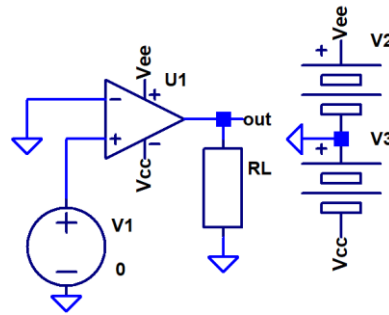 Vee
U1
+
-
+
-
Vcc
out
RL
+
V1
-
0
Vee
V2
+
V3
+
Vcc